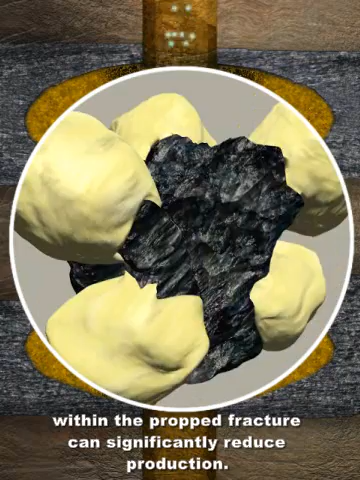 within the propped fracture
can significantly reduce
production.